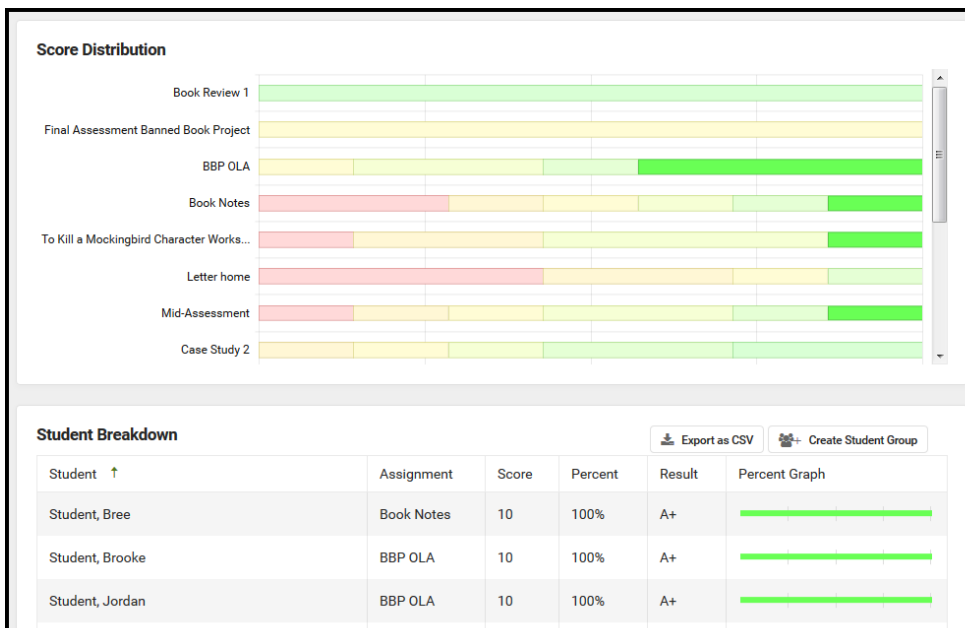 Score Distribution
Book Review 1
Final Assessment Banned Book Project
BBP OLA
Book Notes
To Kill a Mockingbird Character Works...
Letter home
Mid-Assessment
Case Study 2
Student Breakdown
Export as CSV
Create Student Group
Student Assignment Score Percent Result Percent Graph
Student, Bree Book Notes 10 100% A+
Student, Brooke BBP OLA 10 100% A+
Student, Jordan BBP OLA 10 100% A+